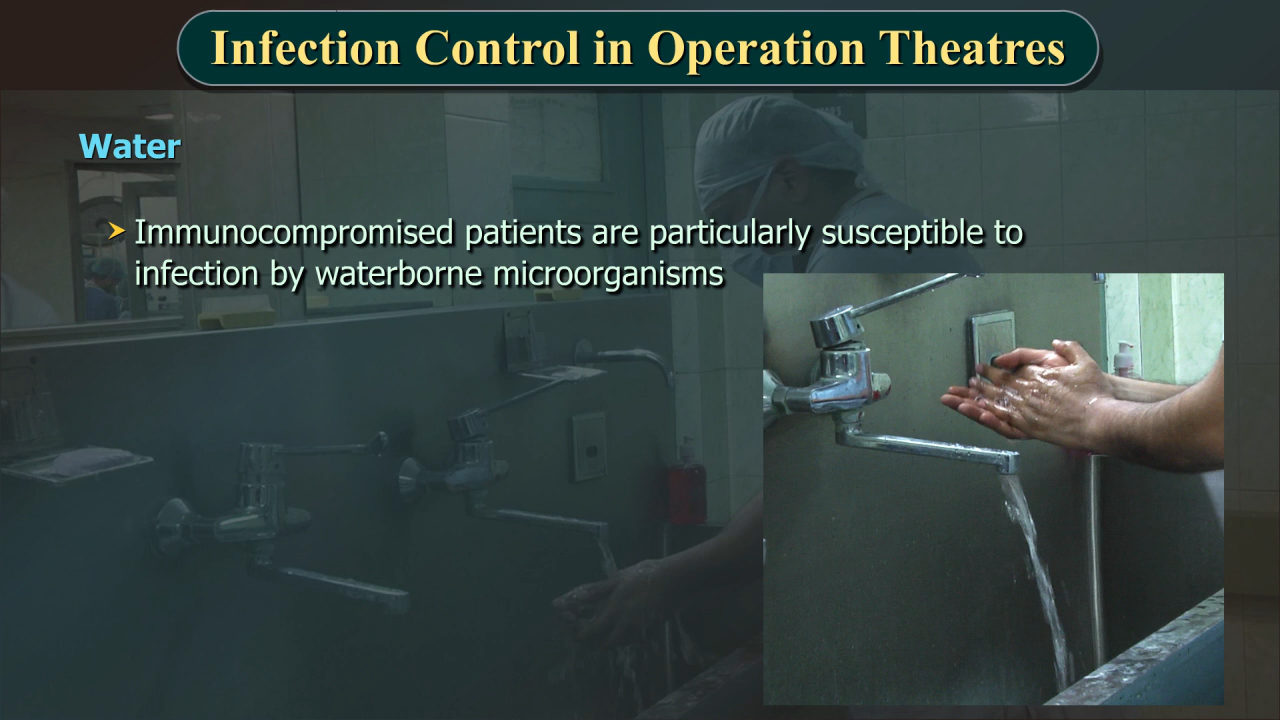 Infection Control in Operation Theatres
Water
Immunocompromised patients are particularly susceptible to
infection by waterborne microorganisms